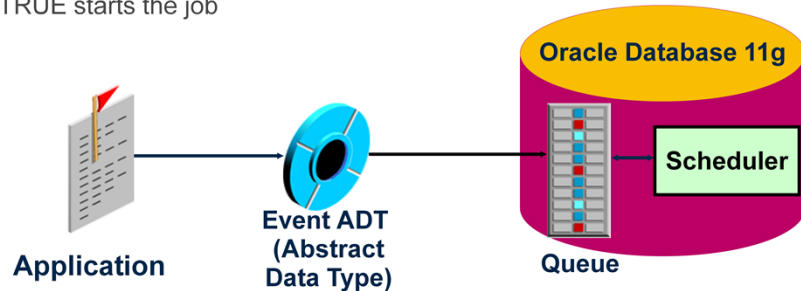 TRUE starts the job
Oracle Database 11g
Scheduler
Event ADT
(Abstract
Data Type)
Application
Queue